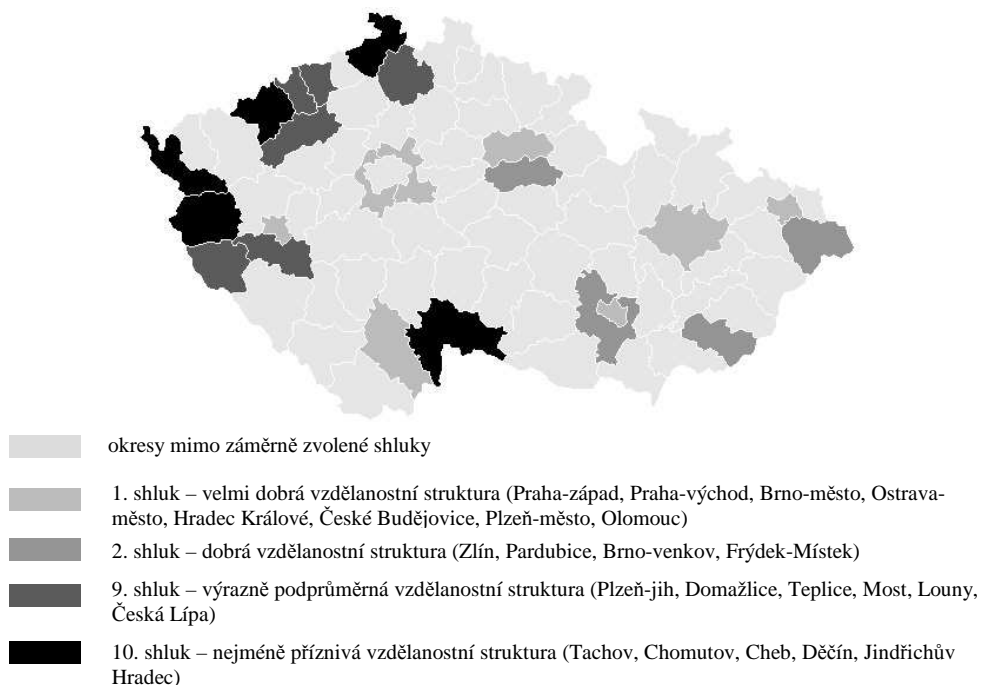 okresy mimo záměrně zvolené shluky
1. shluk – velmi dobrá vzdělanostní struktura (Praha-západ, Praha-východ, Brno-město, Ostrava-
město, Hradec Králové, České Budějovice, Plzeň-město, Olomouc)
2. shluk – dobrá vzdělanostní struktura (Zlín, Pardubice, Brno-venkov, Frýdek-Místek)
9. shluk – výrazně podprůměrná vzdělanostní struktura (Plzeň-jih, Domažlice, Teplice, Most, Louny,
Česká Lípa)
10. shluk – nejméně příznivá vzdělanostní struktura (Tachov, Chomutov, Cheb, Děčín, Jindřichův
Hradec)